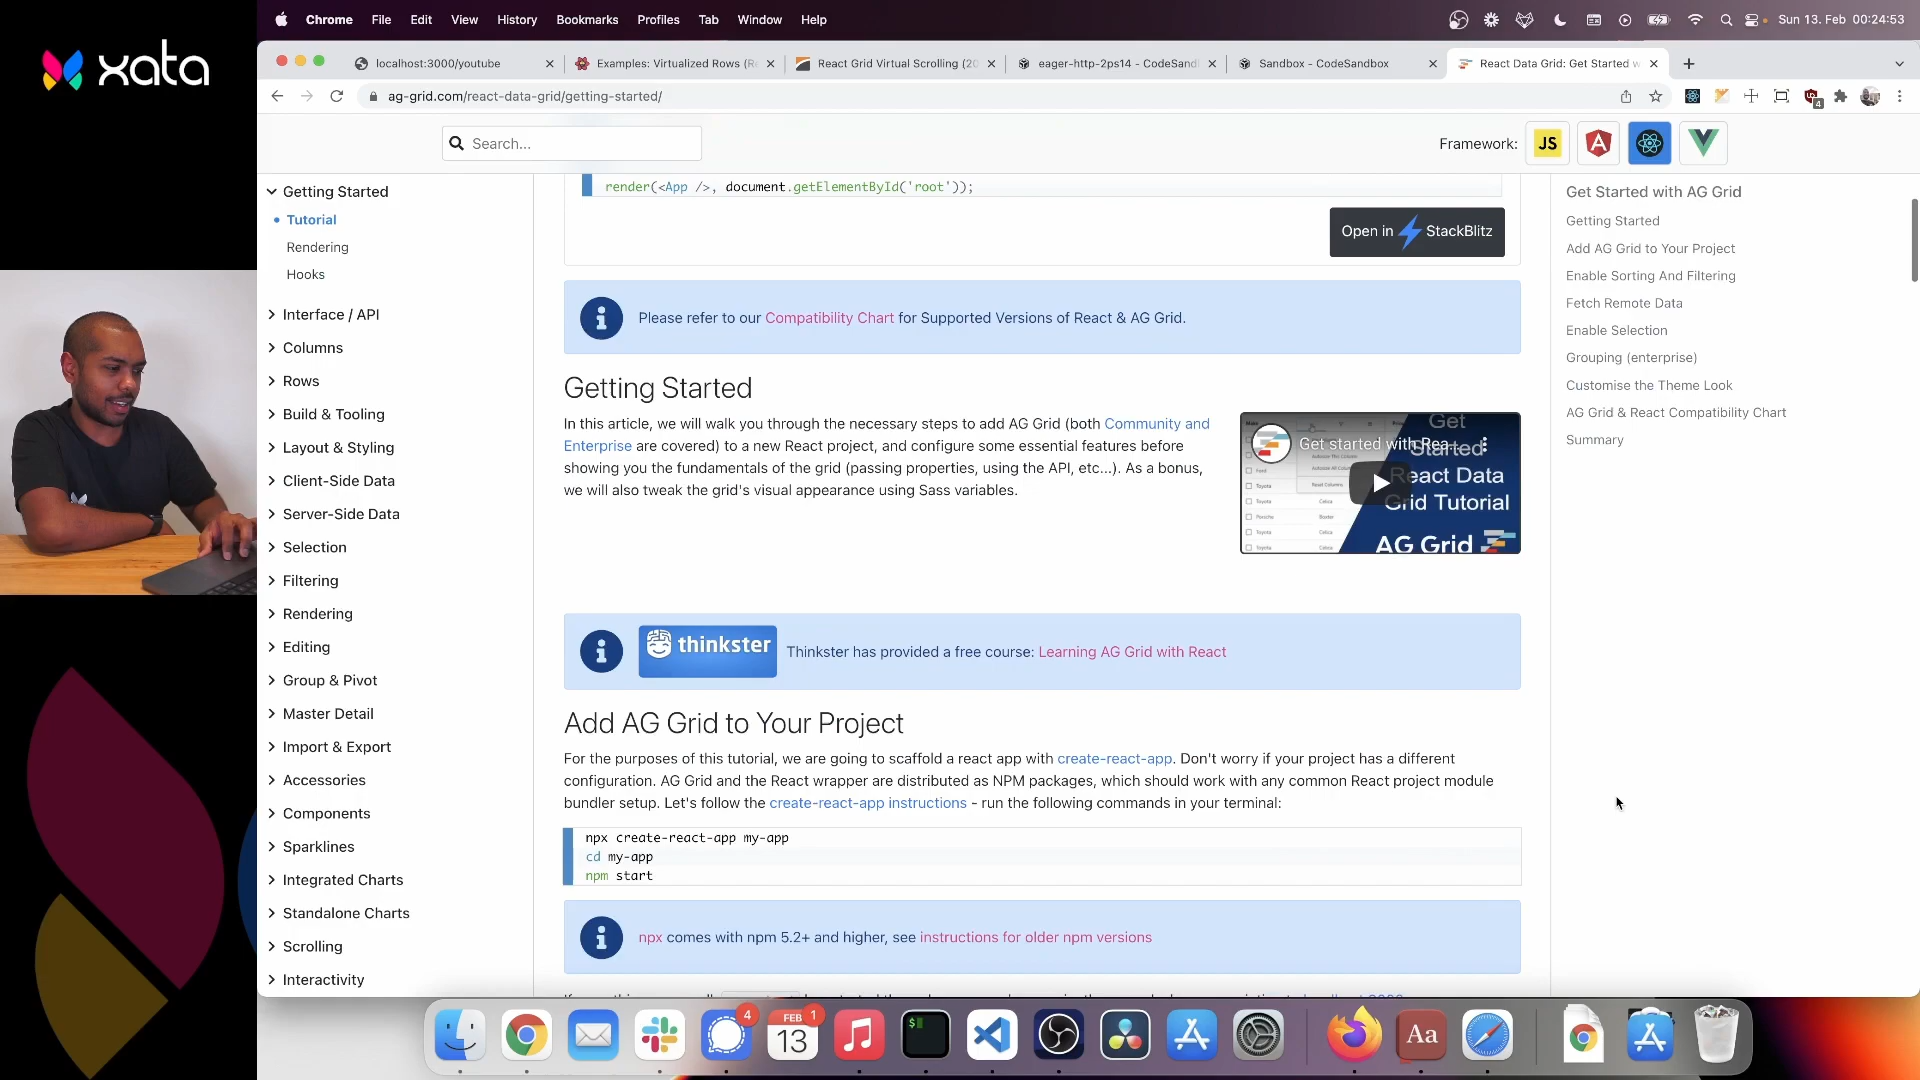 xata
Chrome File Edit View History Bookmarks Profiles Tab Window Help
Sun 13. Feb 00:24:53
localhost:3000/youtube
Examples: Virtualized Rows (R
React Grid Virtual Scrolling (20
eager-http-2ps14 - CodeSand
Sandbox - CodeSandbox
React Data Grid: Get Started w
ag-grid.com/react-data-grid/getting-started/
4
Search...
Framework:
JS
Getting Started
Tutorial
Rendering
Hooks
Interface / API
Columns
Rows
Build & Tooling
Layout & Styling
Client-Side Data
Server-Side Data
Selection
Filtering
Rendering
Editing
Group & Pivot
Master Detail
Import & Export
Accessories
Components
Sparklines
Integrated Charts
Standalone Charts
Scrolling
Interactivity
render(<App />, document.getElementById('root'));
Open in StackBlitz
Please refer to our Compatibility Chart for Supported Versions of React & AG Grid.
Getting Started
In this article, we will walk you through the necessary steps to add AG Grid (both Community and
Enterprise are covered) to a new React project, and configure some essential features before
showing you the fundamentals of the grid (passing properties, using the API, etc...). As a bonus,
we will also tweak the grid's visual appearance using Sass variables.
Get
Get started with Rea...
Started
React Data
Grid Tutorial
AG Grid
thinkster
Thinkster has provided a free course: Learning AG Grid with React
Add AG Grid to Your Project
For the purposes of this tutorial, we are going to scaffold a react app with create-react-app. Don't worry if your project has a different
configuration. AG Grid and the React wrapper are distributed as NPM packages, which should work with any common React project module
bundler setup. Let's follow the create-react-app instructions - run the following commands in your terminal:
npx create-react-app my-app
cd my-app
npm start
npx comes with npm 5.2+ and higher, see instructions for older npm versions
Get Started with AG Grid
Getting Started
Add AG Grid to Your Project
Enable Sorting And Filtering
Fetch Remote Data
Enable Selection
Grouping (enterprise)
Customise the Theme Look
AG Grid & React Compatibility Chart
Summary
4
FEB
1
13
$
Aa